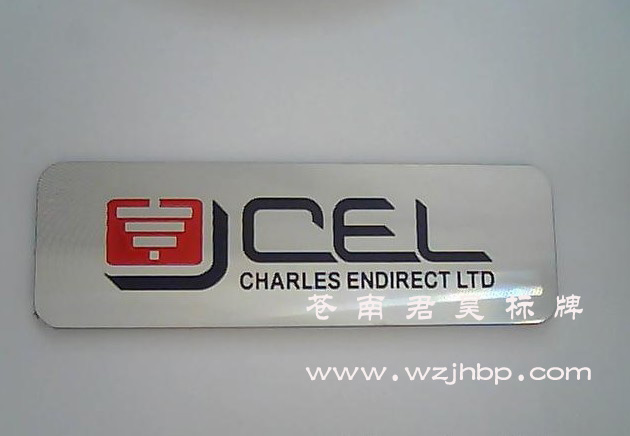 CEL
CHARLES ENDIRECT LTD
苍南君昊标牌
www.wzjhbp.com